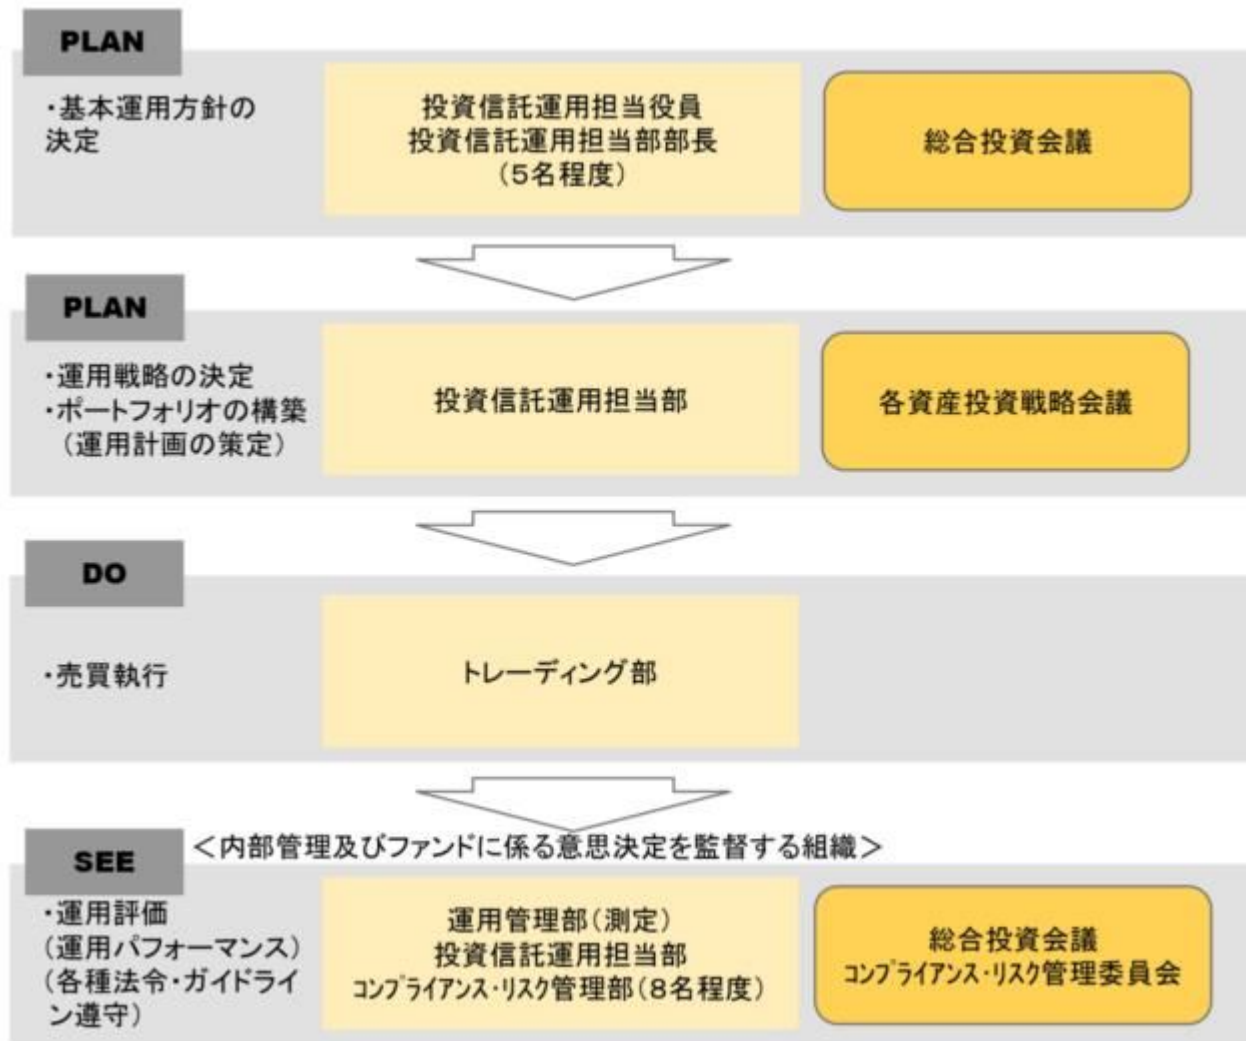 PLAN
・基本運用方針の
決定
投資信託運用担当役員
投資信託運用担当部部長
（５名程度）
総合投資会議
PLAN
・運用戦略の決定
・ポートフォリオの構築
（運用計画の策定）
投資信託運用担当部
各資産投資戦略会議
DO
・売買執行
トレーディング部
SEE
＜内部管理及びファンドに係る意思決定を監督する組織＞
・運用評価
（運用パフォーマンス）
（各種法令・ガイドライ
ン遵守）
運用管理部（測定）
投資信託運用担当部
ｺﾝﾌﾟﾗｲｱﾝｽ・ﾘｽｸ管理部（８名程度）
総合投資会議
ｺﾝﾌﾟﾗｲｱﾝｽ・ﾘｽｸ管理委員会